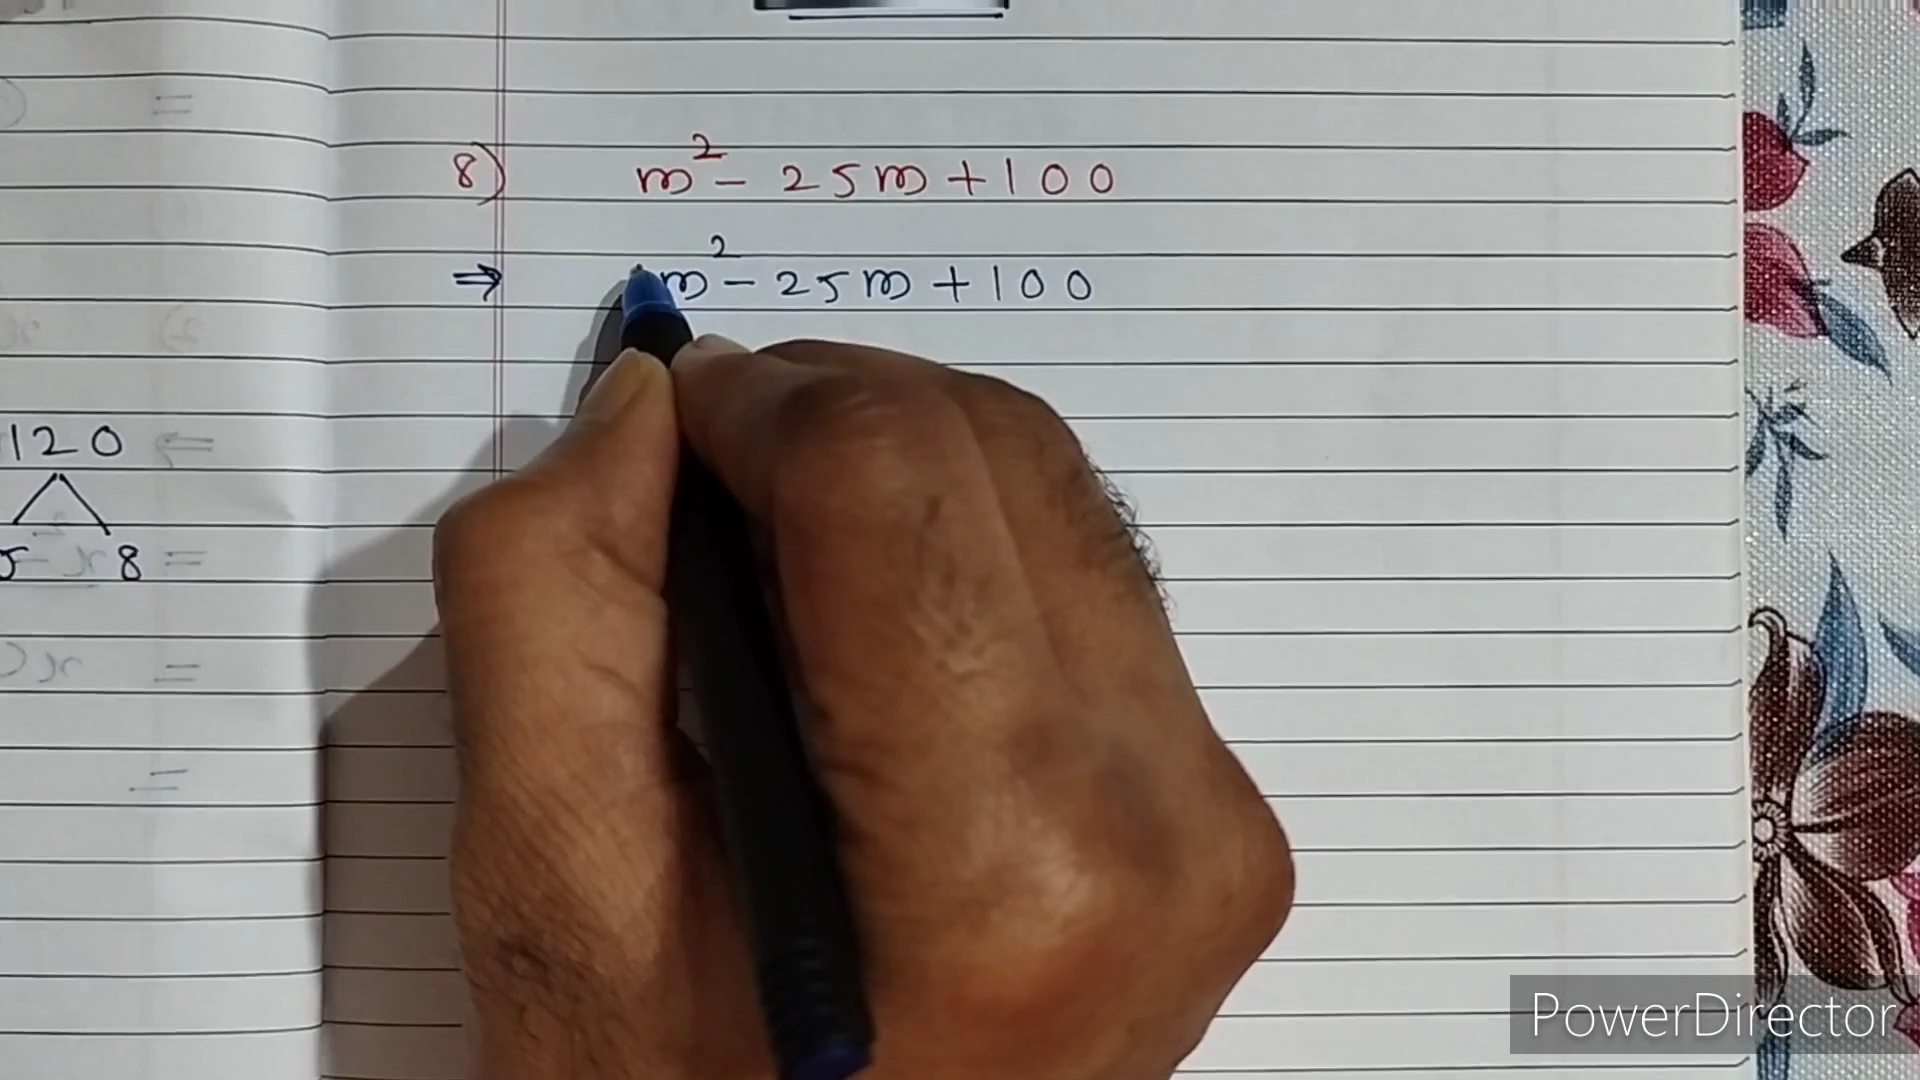 8) m² - 25m + 100
⇒ m² - 25m + 100
120
8
PowerDirector